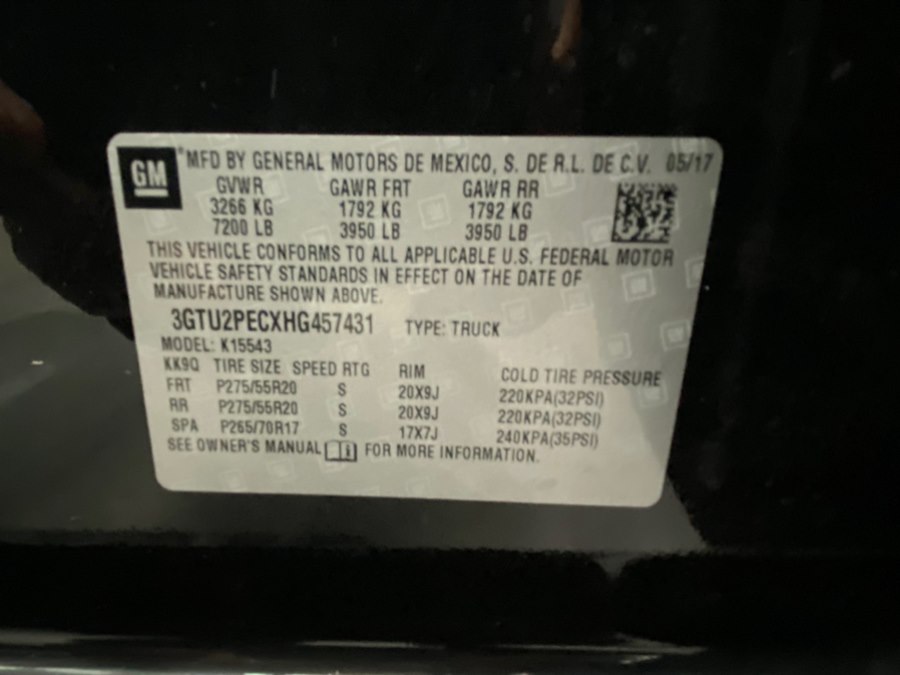 GM *MFD BY GENERAL MOTORS DE MEXICO, S. DE R.L. DE C.V. 05/17
GVWR GAWR FRT GAWR RR
3266 KG 1792 KG 1792 KG
7200 LB 3950 LB 3950 LB
THIS VEHICLE CONFORMS TO ALL APPLICABLE U.S. FEDERAL MOTOR
VEHICLE SAFETY STANDARDS IN EFFECT ON THE DATE OF
MANUFACTURE SHOWN ABOVE.
3GTU2PECXHG457431 TYPE: TRUCK
MODEL: K15543
KK9Q TIRE SIZE SPEED RTG RIM COLD TIRE PRESSURE
FRT P275/55R20 S 20X9J 220KPA(32PSI)
RR P275/55R20 S 20X9J 220KPA(32PSI)
SPA P265/70R17 S 17X7J 240KPA(35PSI)
SEE OWNER'S MANUAL FOR MORE INFORMATION.